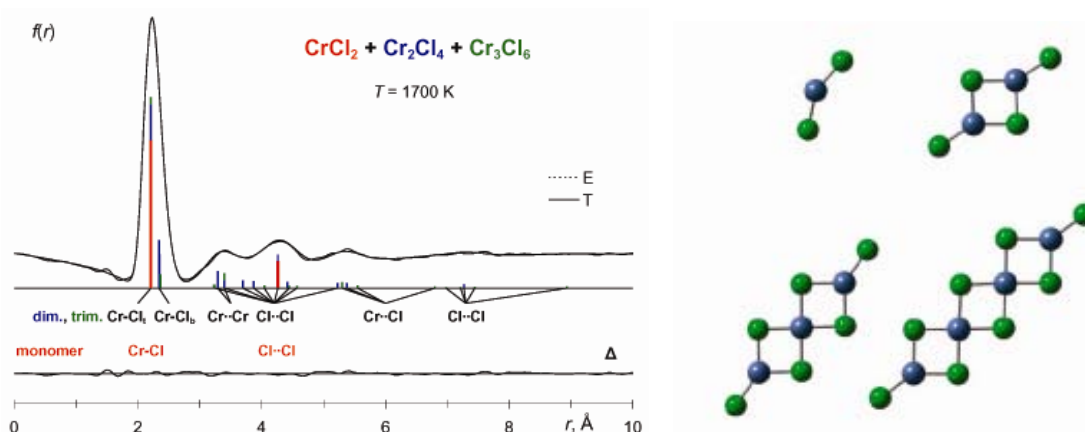 f(r)
CrCl₂ + Cr₂Cl₄ + Cr₃Cl₆
T = 1700 K
E
T
dim., trim. Cr-Clₜ Cr-Cl_b Cr··Cr Cl··Cl Cr··Cl Cl··Cl
monomer Cr-Cl Cl··Cl Δ
0 2 4 6 8 r, Å 10